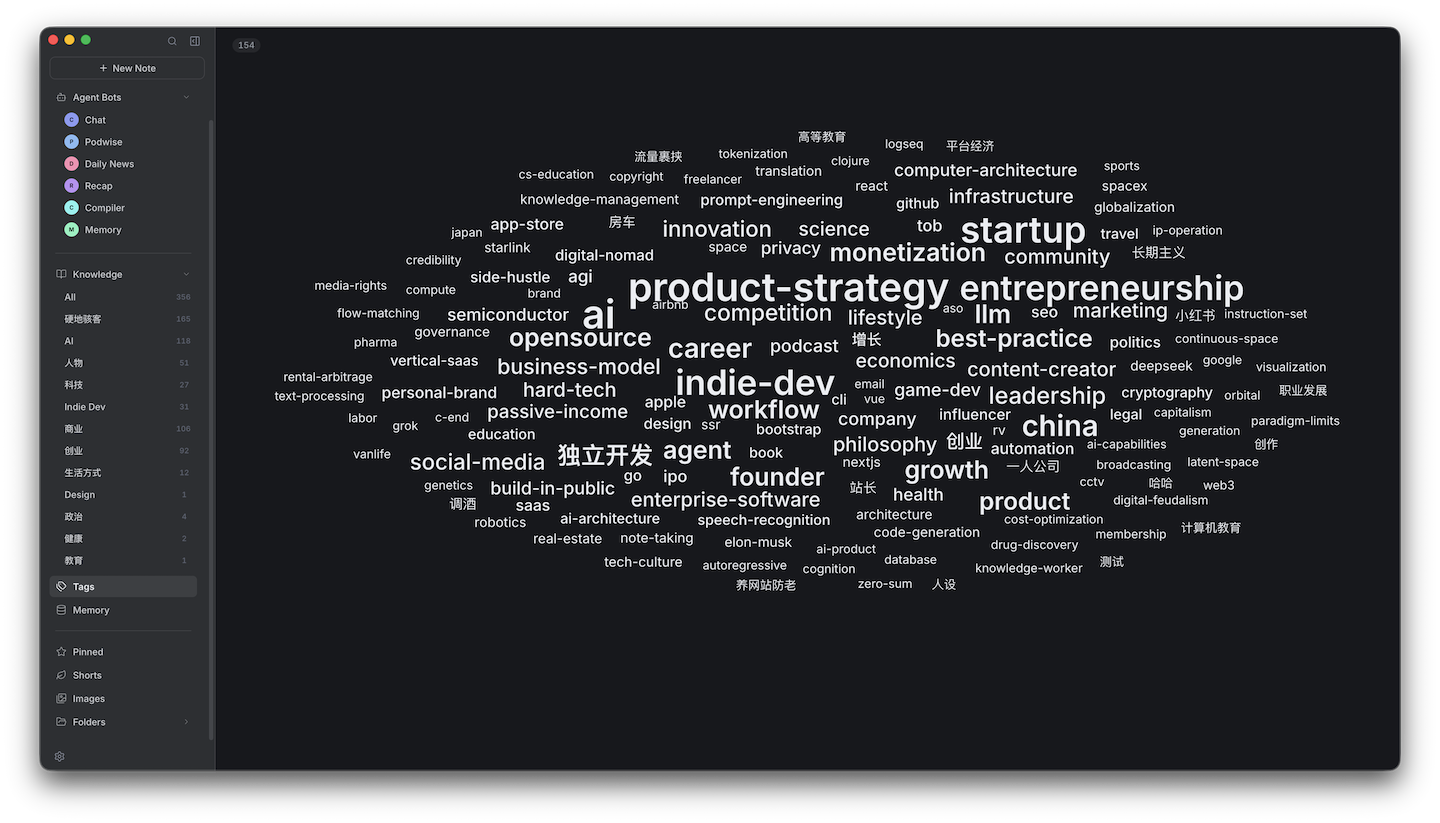 154
New Note
Agent Bots
C Chat
P Podwise
D Daily News
R Recap
C Compiler
M Memory
Knowledge
All 356
硬地骇客 165
AI 118
人物 51
科技 27
Indie Dev 31
商业 106
创业 92
生活方式 12
Design 1
政治 4
健康 2
教育 1
Tags
Memory
Pinned
Shorts
Images
Folders
高等教育
logseq 平台经济
流量裹挟 tokenization clojure
cs-education copyright freelancer translation computer-architecture sports
react spacex
knowledge-management prompt-engineering github infrastructure globalization
japan app-store 房车 innovation science tob startup travel ip-operation
starlink space privacy monetization community 长期主义
credibility digital-nomad
side-hustle agi
media-rights compute brand product-strategy entrepreneurship
airbnb aso
flow-matching semiconductor ai competition lifestyle llm seo marketing 小红书 instruction-set
governance
pharma opensource career podcast 增长 best-practice politics continuous-space
vertical-saas business-model economics content-creator deepseek google visualization
rental-arbitrage
text-processing personal-brand hard-tech indie-dev email game-dev leadership cryptography orbital 职业发展
apple cli vue
labor c-end passive-income workflow company influencer legal capitalism paradigm-limits
grok design ssr bootstrap rv china generation
education
vanlife 独立开发 agent book philosophy 创业 automation ai-capabilities 创作
social-media nextjs 一人公司 broadcasting latent-space
genetics go ipo founder growth cctv 哈哈 web3
build-in-public 站长 health
调酒 saas enterprise-software product digital-feudalism
robotics ai-architecture speech-recognition architecture cost-optimization 计算机教育
real-estate note-taking elon-musk code-generation membership
ai-product drug-discovery
tech-culture autoregressive cognition database knowledge-worker 测试
养网站防老 zero-sum 人设